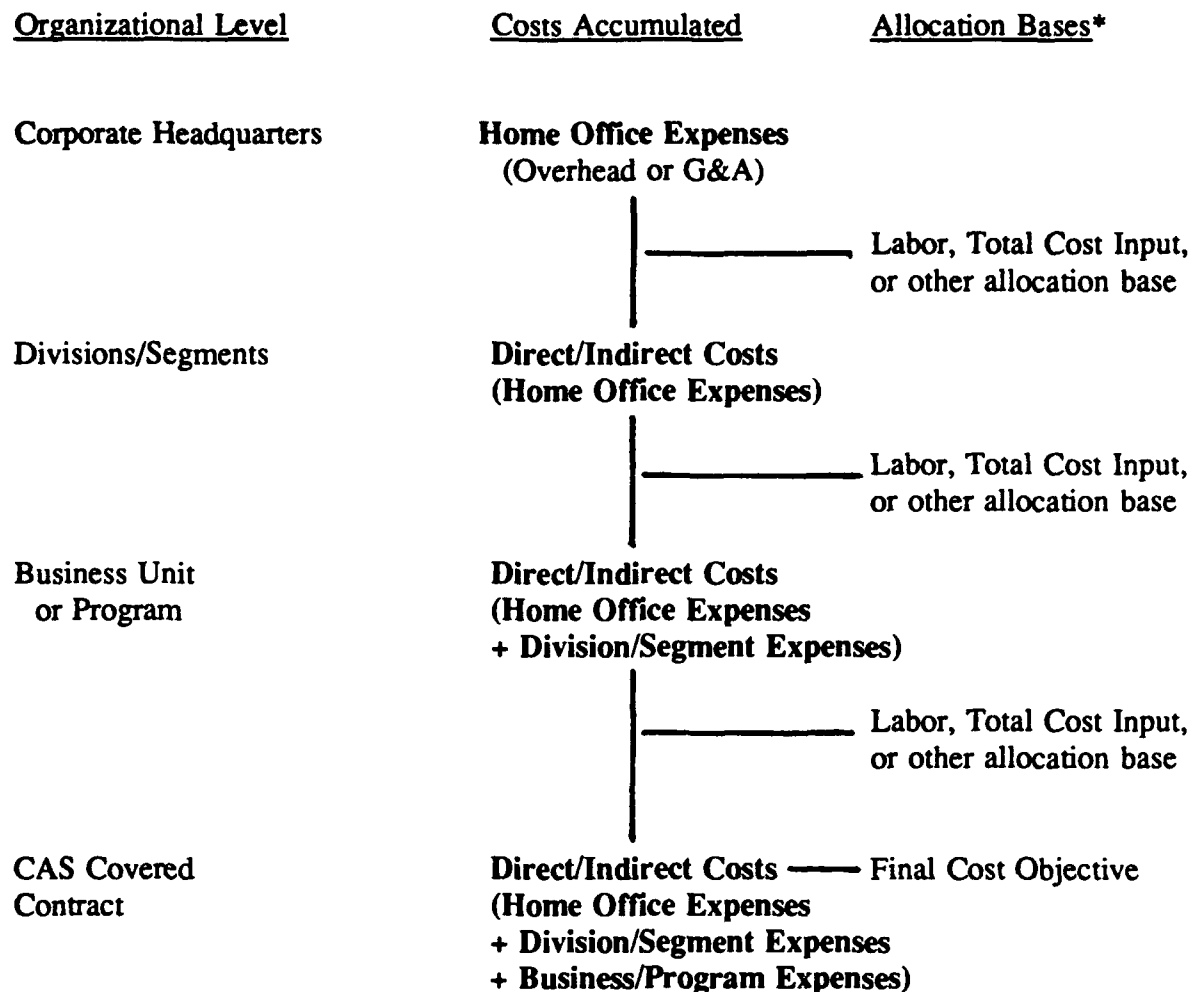 Organizational Level Costs Accumulated Allocation Bases*
Corporate Headquarters Home Office Expenses
(Overhead or G&A)
Labor, Total Cost Input,
or other allocation base
Divisions/Segments Direct/Indirect Costs
(Home Office Expenses)
Labor, Total Cost Input,
or other allocation base
Business Unit Direct/Indirect Costs
or Program (Home Office Expenses
+ Division/Segment Expenses)
Labor, Total Cost Input,
or other allocation base
CAS Covered Direct/Indirect Costs Final Cost Objective
Contract (Home Office Expenses
+ Division/Segment Expenses
+ Business/Program Expenses)